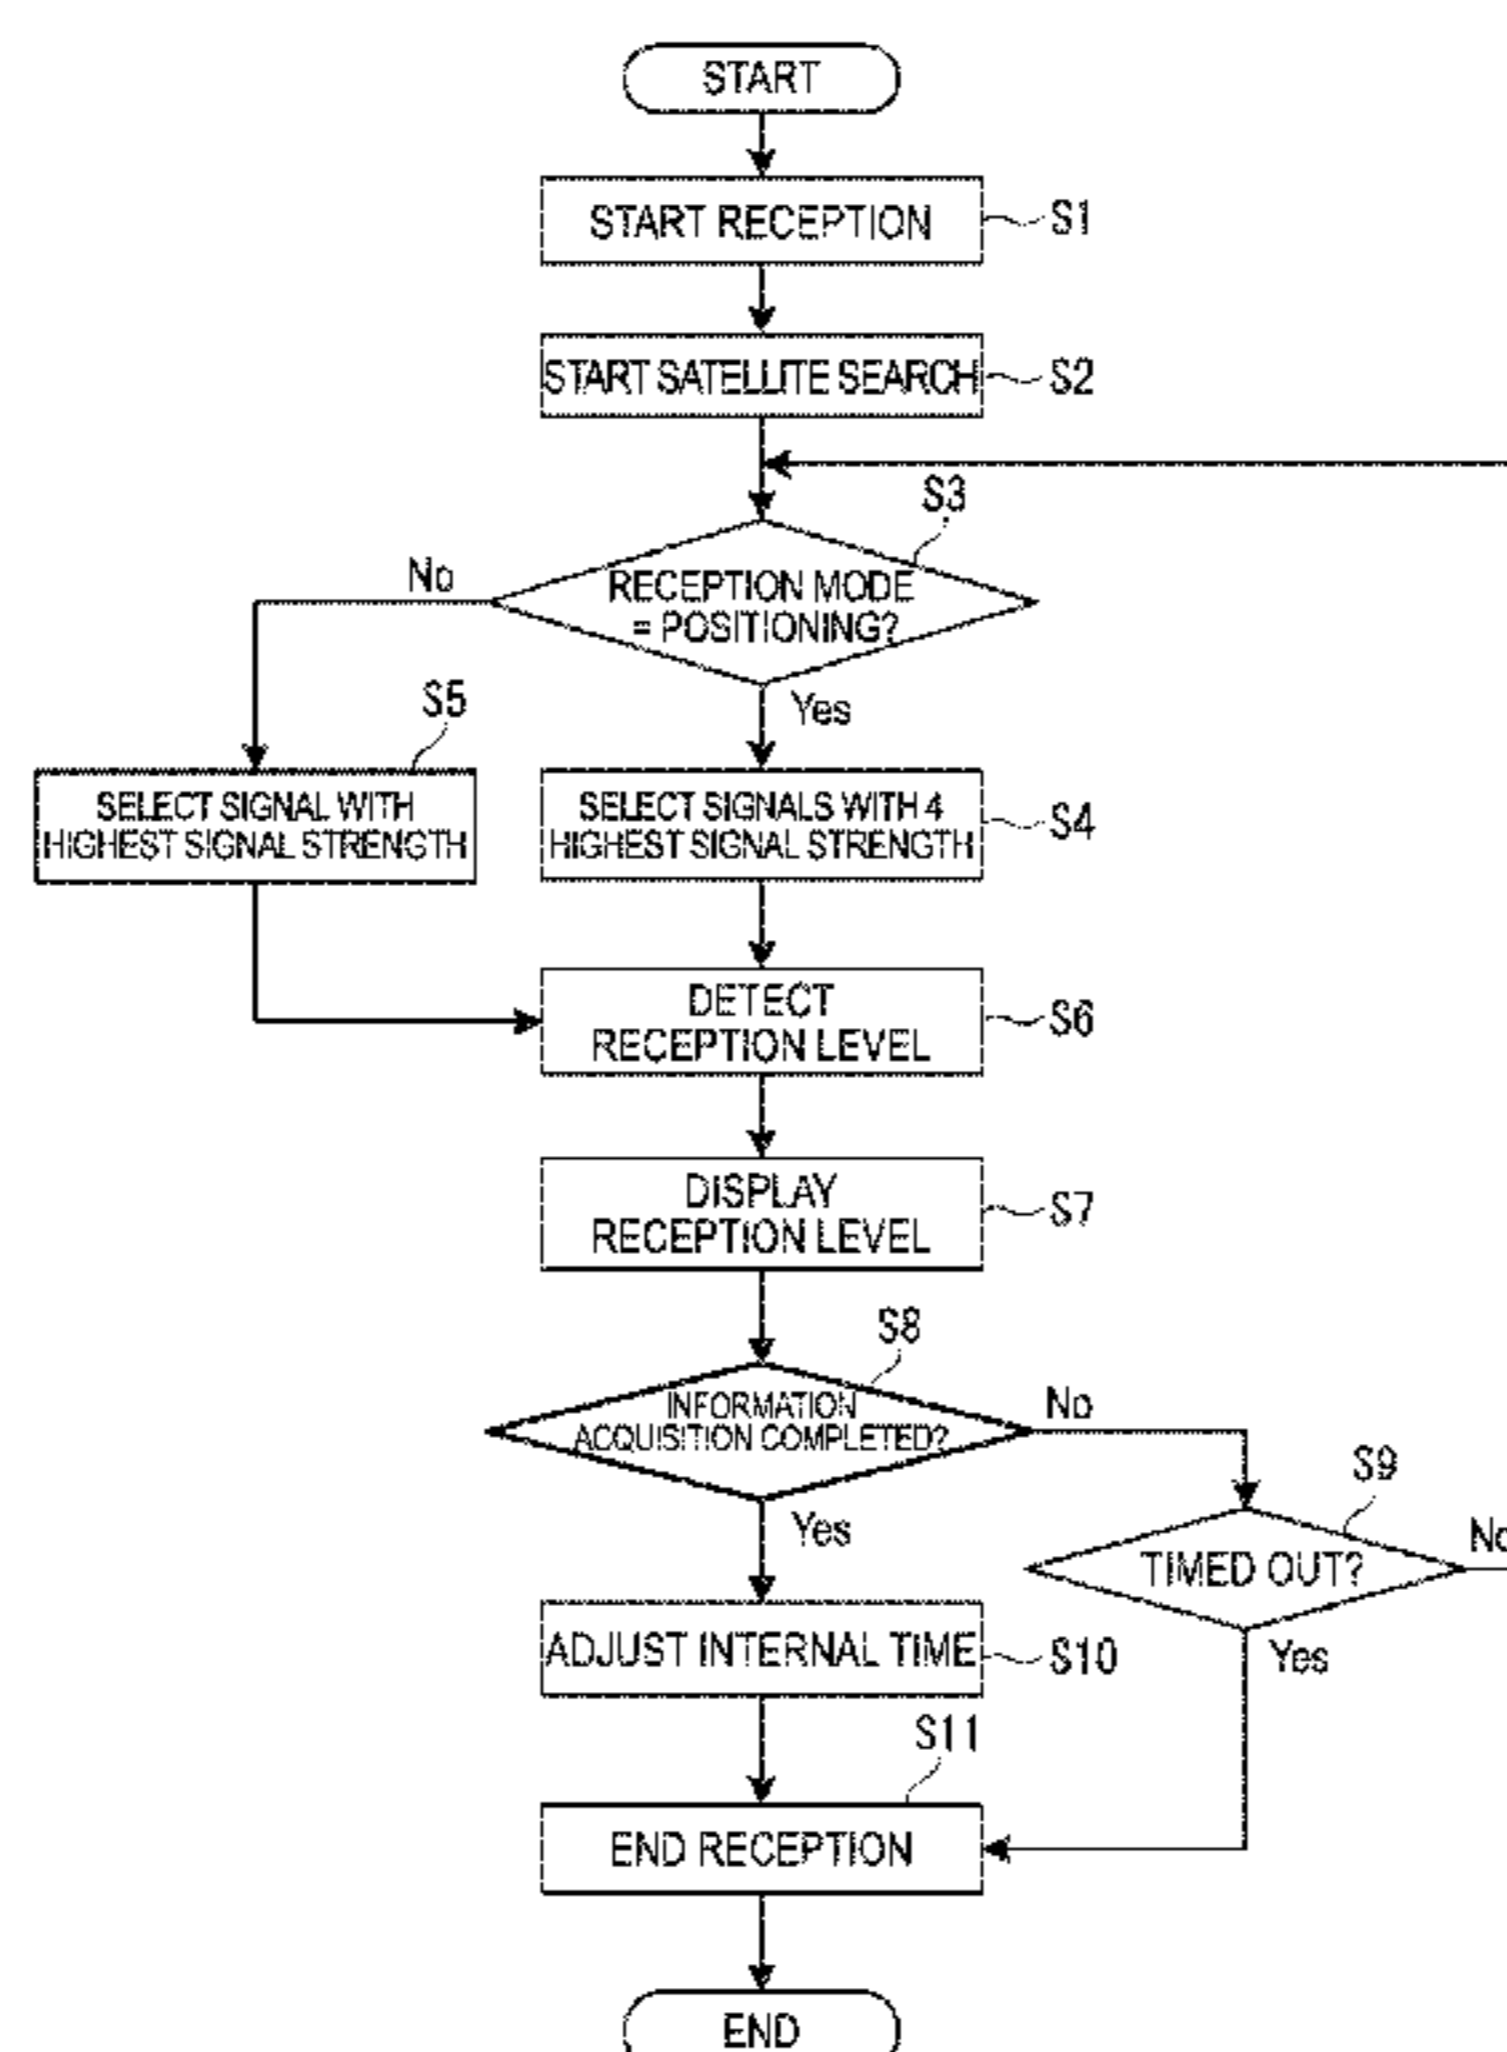 START
START RECEPTION
S1
START SATELLITE SEARCH
S2
S3
RECEPTION MODE
= POSITIONING?
No
Yes
S5
SELECT SIGNAL WITH
HIGHEST SIGNAL STRENGTH
SELECT SIGNALS WITH 4
HIGHEST SIGNAL STRENGTH
S4
DETECT
RECEPTION LEVEL
S6
DISPLAY
RECEPTION LEVEL
S7
S8
INFORMATION
ACQUISITION COMPLETED?
No
Yes
S9
TIMED OUT?
No
Yes
ADJUST INTERNAL TIME
S10
S11
END RECEPTION
END